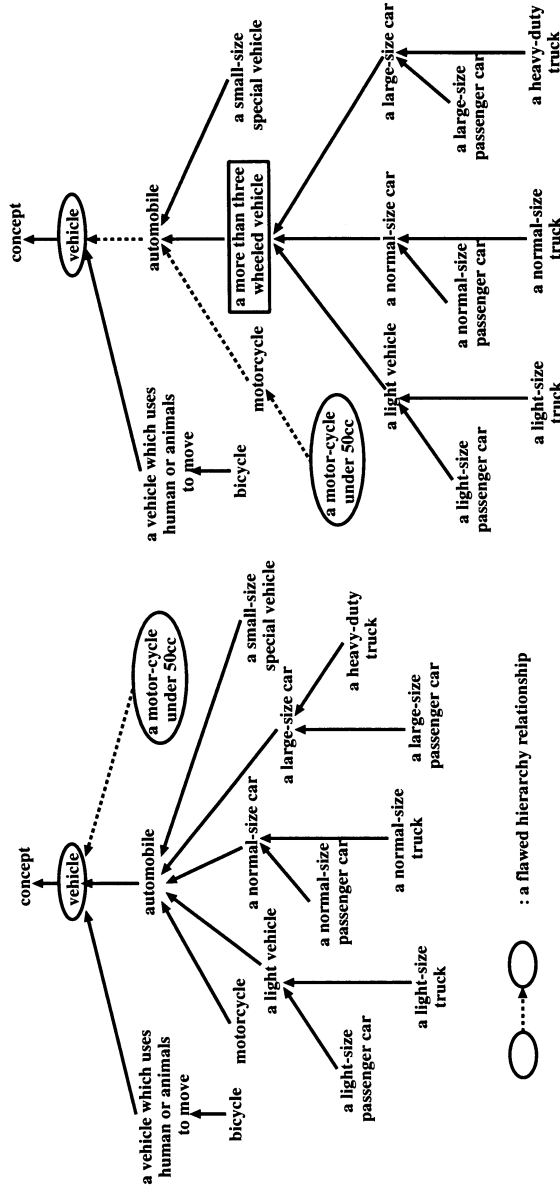 concept
vehicle
a vehicle which uses
human or animals
to move
bicycle
a motor-cycle
under 50cc
automobile
motorcycle
a small-size
special vehicle
a light vehicle
a normal-size car
a large-size car
a light-size
passenger car
a light-size
truck
a normal-size
passenger car
a normal-size
truck
a heavy-duty
truck
a large-size
passenger car
: a flawed hierarchy relationship
concept
vehicle
a vehicle which uses
human or animals
to move
bicycle
automobile
a small-size
special vehicle
motorcycle
a more than three
wheeled vehicle
a motor-cycle
under 50cc
a light vehicle
a normal-size car
a large-size car
a light-size
passenger car
a light-size
truck
a normal-size
passenger car
a normal-size
truck
a large-size
passenger car
a heavy-duty
truck